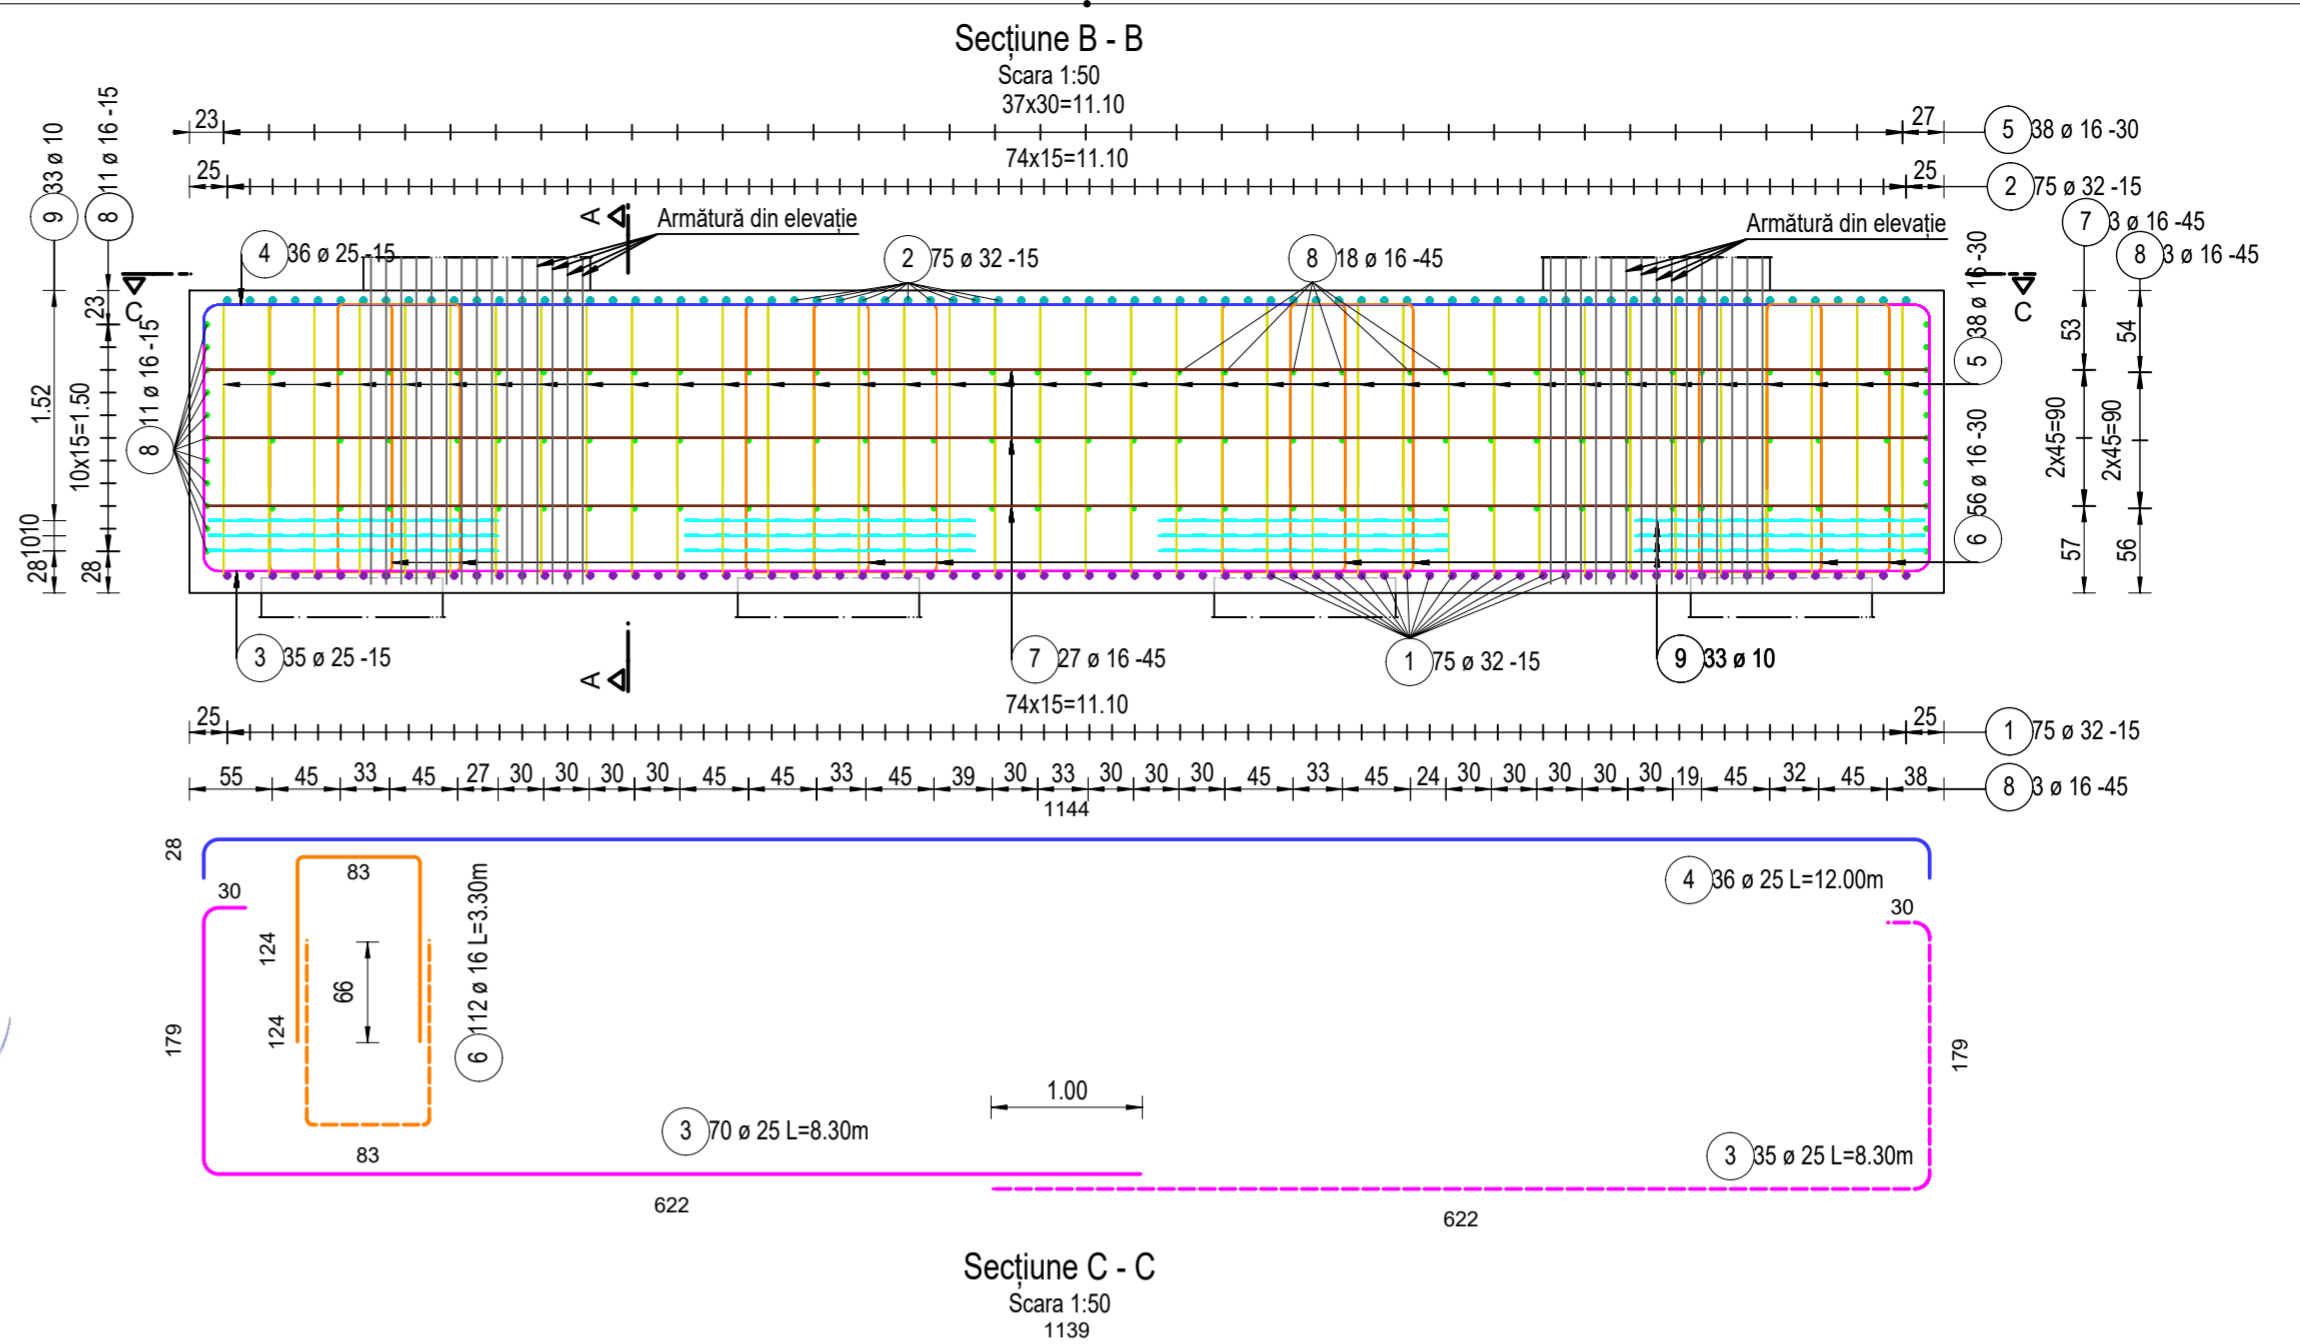 Secțiune B - B
Scara 1:50
37x30=11.10
23
27
5 38 ø 16 -30
74x15=11.10
25
25
2 75 ø 32 -15
9 33 ø 10
8 11 ø 16 -15
A
Armătură din elevație
Armătură din elevație
7 3 ø 16 -45
8 3 ø 16 -45
4 36 ø 25 -15
2 75 ø 32 -15
8 18 ø 16 -45
5 38 ø 16 -30
C
C
23
1.52
10x15=1.50
10
10
28
28
8 11 ø 16 -15
53
54
2x45=90
2x45=90
57
56
6 56 ø 16 -30
3 35 ø 25 -15
A
7 27 ø 16 -45
1 75 ø 32 -15
9 33 ø 10
74x15=11.10
25
25
1 75 ø 32 -15
55 45 33 45 27 30 30 30 30 45 45 33 45 39 30 33 30 30 30 45 33 45 24 30 30 30 30 30 19 45 32 45 38
8 3 ø 16 -45
1144
28
83
4 36 ø 25 L=12.00m
30
30
124
124
66
6 112 ø 16 L=3.30m
179
179
83
1.00
3 70 ø 25 L=8.30m
3 35 ø 25 L=8.30m
622
622
Secțiune C - C
Scara 1:50
1139